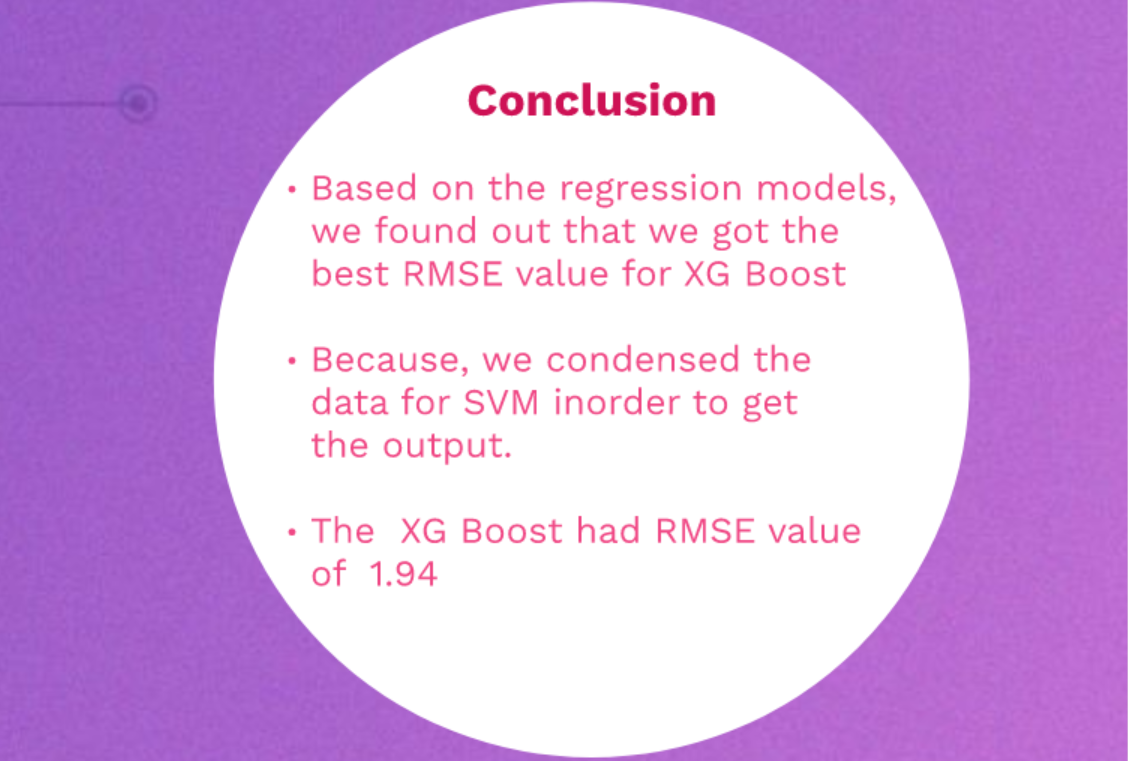 Conclusion
• Based on the regression models,
we found out that we got the
best RMSE value for XG Boost
• Because, we condensed the
data for SVM inorder to get
the output.
• The  XG Boost had RMSE value
of  1.94